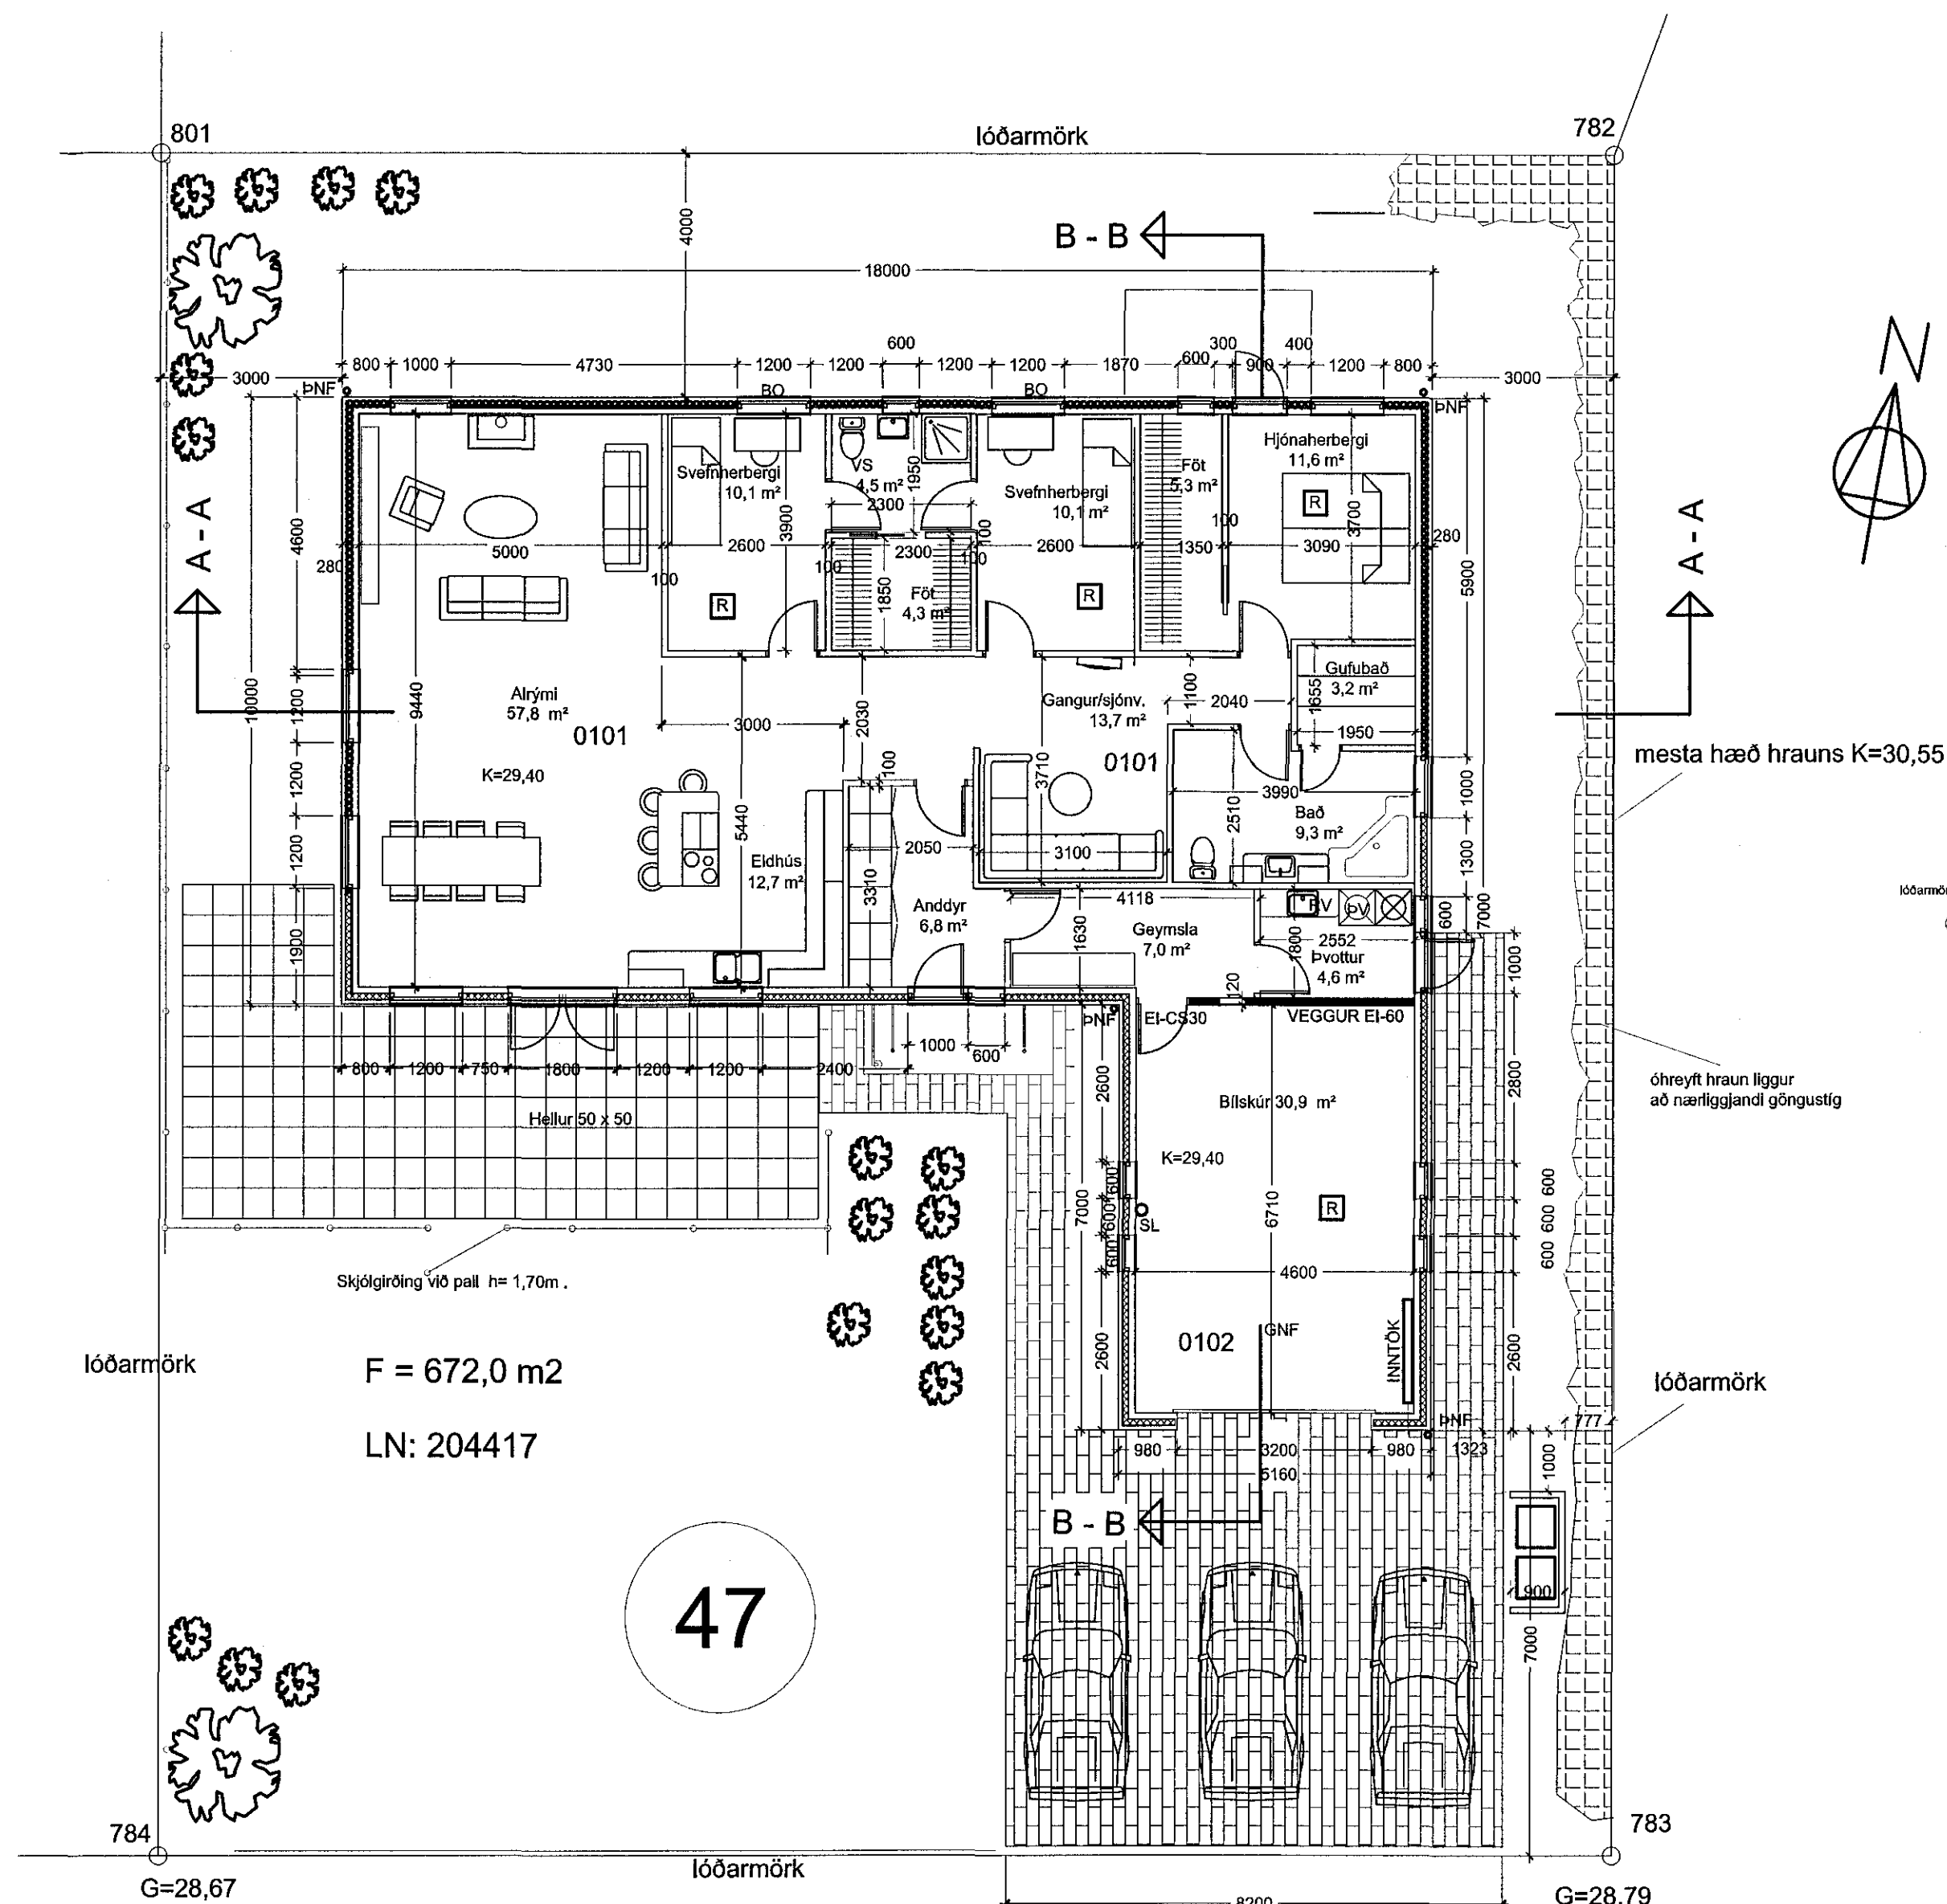 801
lóðarmörk
782
4000
B - B
18000
600
300
400
800
1000
4730
1200
1200
1200
1200
1870
600
900
1200
800
3000
ÞNF
BO
BO
ÞNF
3000
N
Svefnherbergi
10,1 m²
VS
4,5 m²
2300
1950
Svefnherbergi
10,1 m²
Föt
5,3 m²
Hjónaherbergi
11,6 m²
R
3700
A - A
A - A
4600
280
5000
100
2600
3900
100
2300
100
100
2600
1350
100
3090
280
5900
R
1850
Föt
4,3 m²
R
Alrými
57,8 m²
0101
K=29,40
10000
9440
1200
1200
1200
1900
3000
2030
100
5440
Eldhús
12,7 m²
Gangur/sjónv.
13,7 m²
0101
1100
2040
3710
3100
Gufubað
3,2 m²
1655
1950
3990
2510
Bað
9,3 m²
mesta hæð hrauns K=30,55
1000
1300
600
7000
1000
2050
3310
Anddyr
6,8 m²
4118
1630
Geymsla
7,0 m²
1800
2552
Þvottur
4,6 m²
ÞV
120
ÞNF
EI-CS30
VEGGUR EI-60
800
1200
750
1800
1200
1200
2400
1000
600
Hellur 50 x 50
2600
Bílskúr 30,9 m²
K=29,40
2800
óhreyft hraun liggur
að nærliggjandi göngustíg
600
600
600
7000
SL
6710
R
600
600
600
600
4600
Skjólgirðing við pall h= 1,70m .
0102
GNF
INNTÖK
2600
2600
lóðarmörk
F = 672,0 m2
LN: 204417
lóðarmörk
ÞNF
777
980
3200
980
1323
5160
1000
B - B
47
900
7000
784
783
lóðarmörk
G=28,67
8200
G=28,79